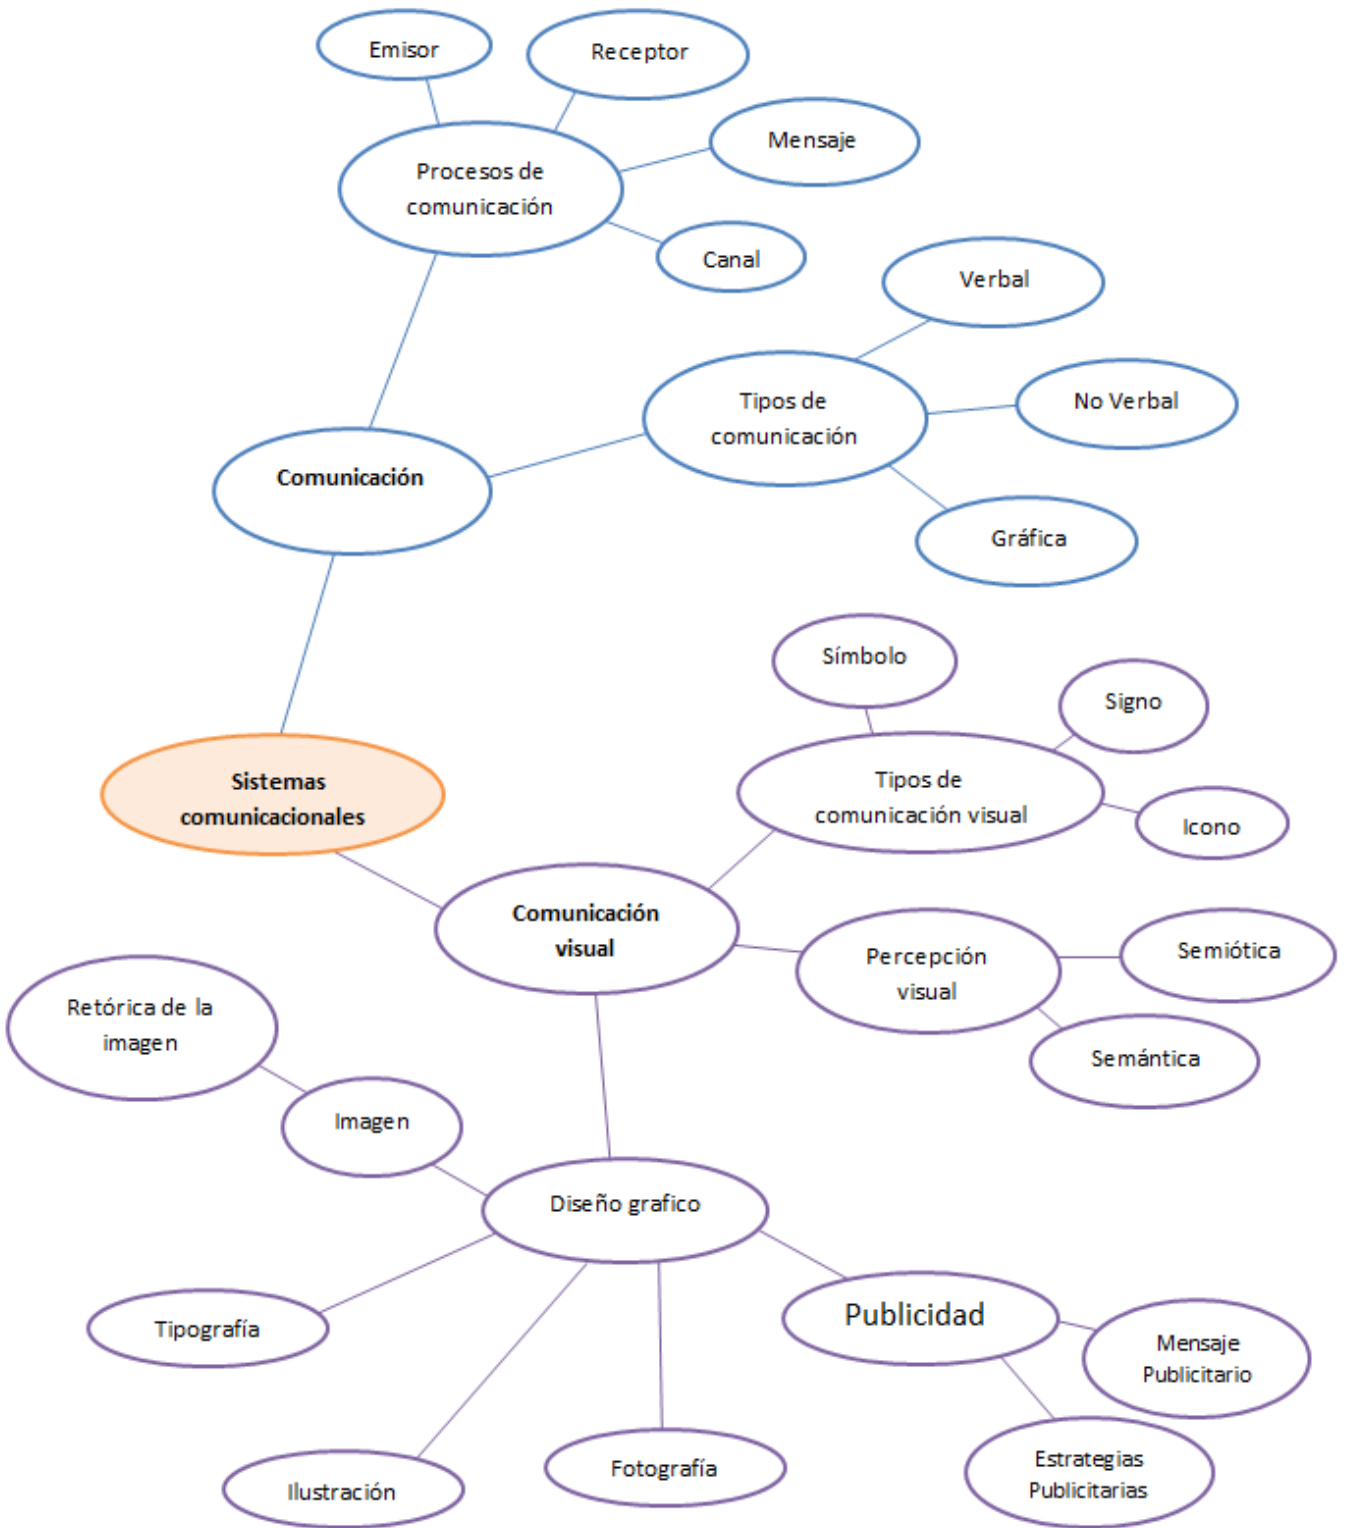 Emisor
Receptor
Mensaje
Procesos de
comunicación
Canal
Verbal
Tipos de
comunicación
No Verbal
Comunicación
Gráfica
Símbolo
Signo
Sistemas
comunicacionales
Tipos de
comunicación visual
Icono
Comunicación
visual
Percepción
visual
Semiótica
Semántica
Retórica de la
imagen
Imagen
Diseño grafico
Tipografía
Publicidad
Mensaje
Publicitario
Ilustración
Fotografía
Estrategias
Publicitarias